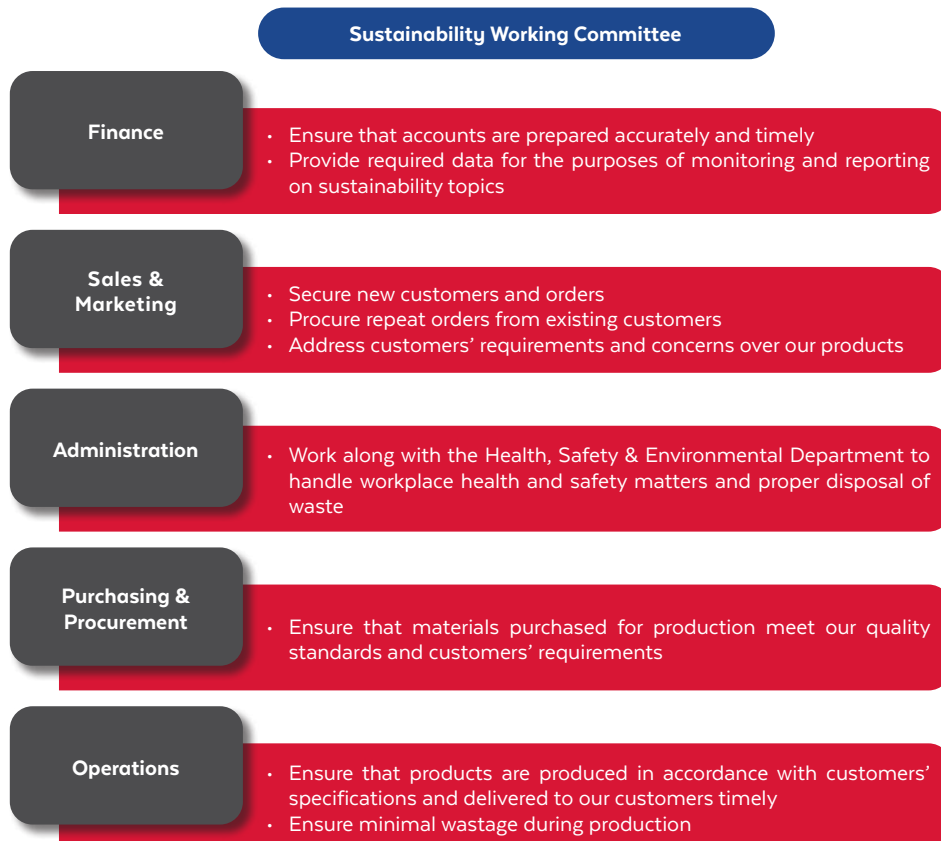 Sustainability Working Committee
Finance
• Ensure that accounts are prepared accurately and timely
• Provide required data for the purposes of monitoring and reporting
on sustainability topics
Sales &
Marketing
• Secure new customers and orders
• Procure repeat orders from existing customers
• Address customers’ requirements and concerns over our products
Administration
• Work along with the Health, Safety & Environmental Department to
handle workplace health and safety matters and proper disposal of
waste
Purchasing &
Procurement
• Ensure that materials purchased for production meet our quality
standards and customers’ requirements
Operations
• Ensure that products are produced in accordance with customers’
specifications and delivered to our customers timely
• Ensure minimal wastage during production